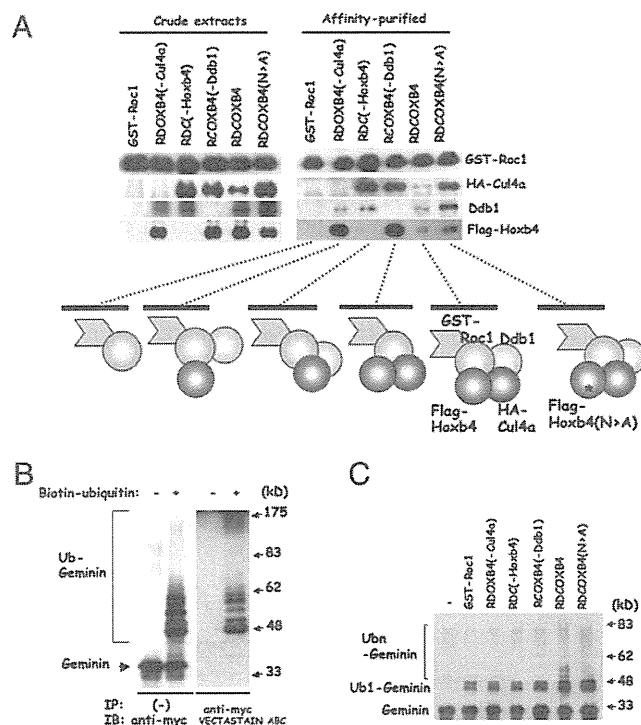 A
Crude extracts
Affinity-purified
GST-Roc1
RDOXB4(-Cul4a)
RDC(-Hoxb4)
RCOXB4(-Ddb1)
RDCOXB4
RDCOXB4(N>A)
GST-Roc1
RDOXB4(-Cul4a)
RDC(-Hoxb4)
RCOXB4(-Ddb1)
RDCOXB4
RDCOXB4(N>A)
GST-Roc1
HA-Cul4a
Ddb1
Flag-Hoxb4
GST-
Roc1 Ddb1
Flag-
Hoxb4
HA-
Cul4a
Flag-
Hoxb4(N>A)
*
B
Biotin-ubiquitin: - + - + (kD)
175
Ub-
Geminin
83
62
48
Geminin
33
IP: (-) anti-myc
IB: anti-myc VECTASTAIN ABC
C
-
GST-Roc1
RDOXB4(-Cul4a)
RDC(-Hoxb4)
RCOXB4(-Ddb1)
RDCOXB4
RDCOXB4(N>A)
(kD)
83
Ubn
-Geminin
62
Ub1-Geminin
48
Geminin
33